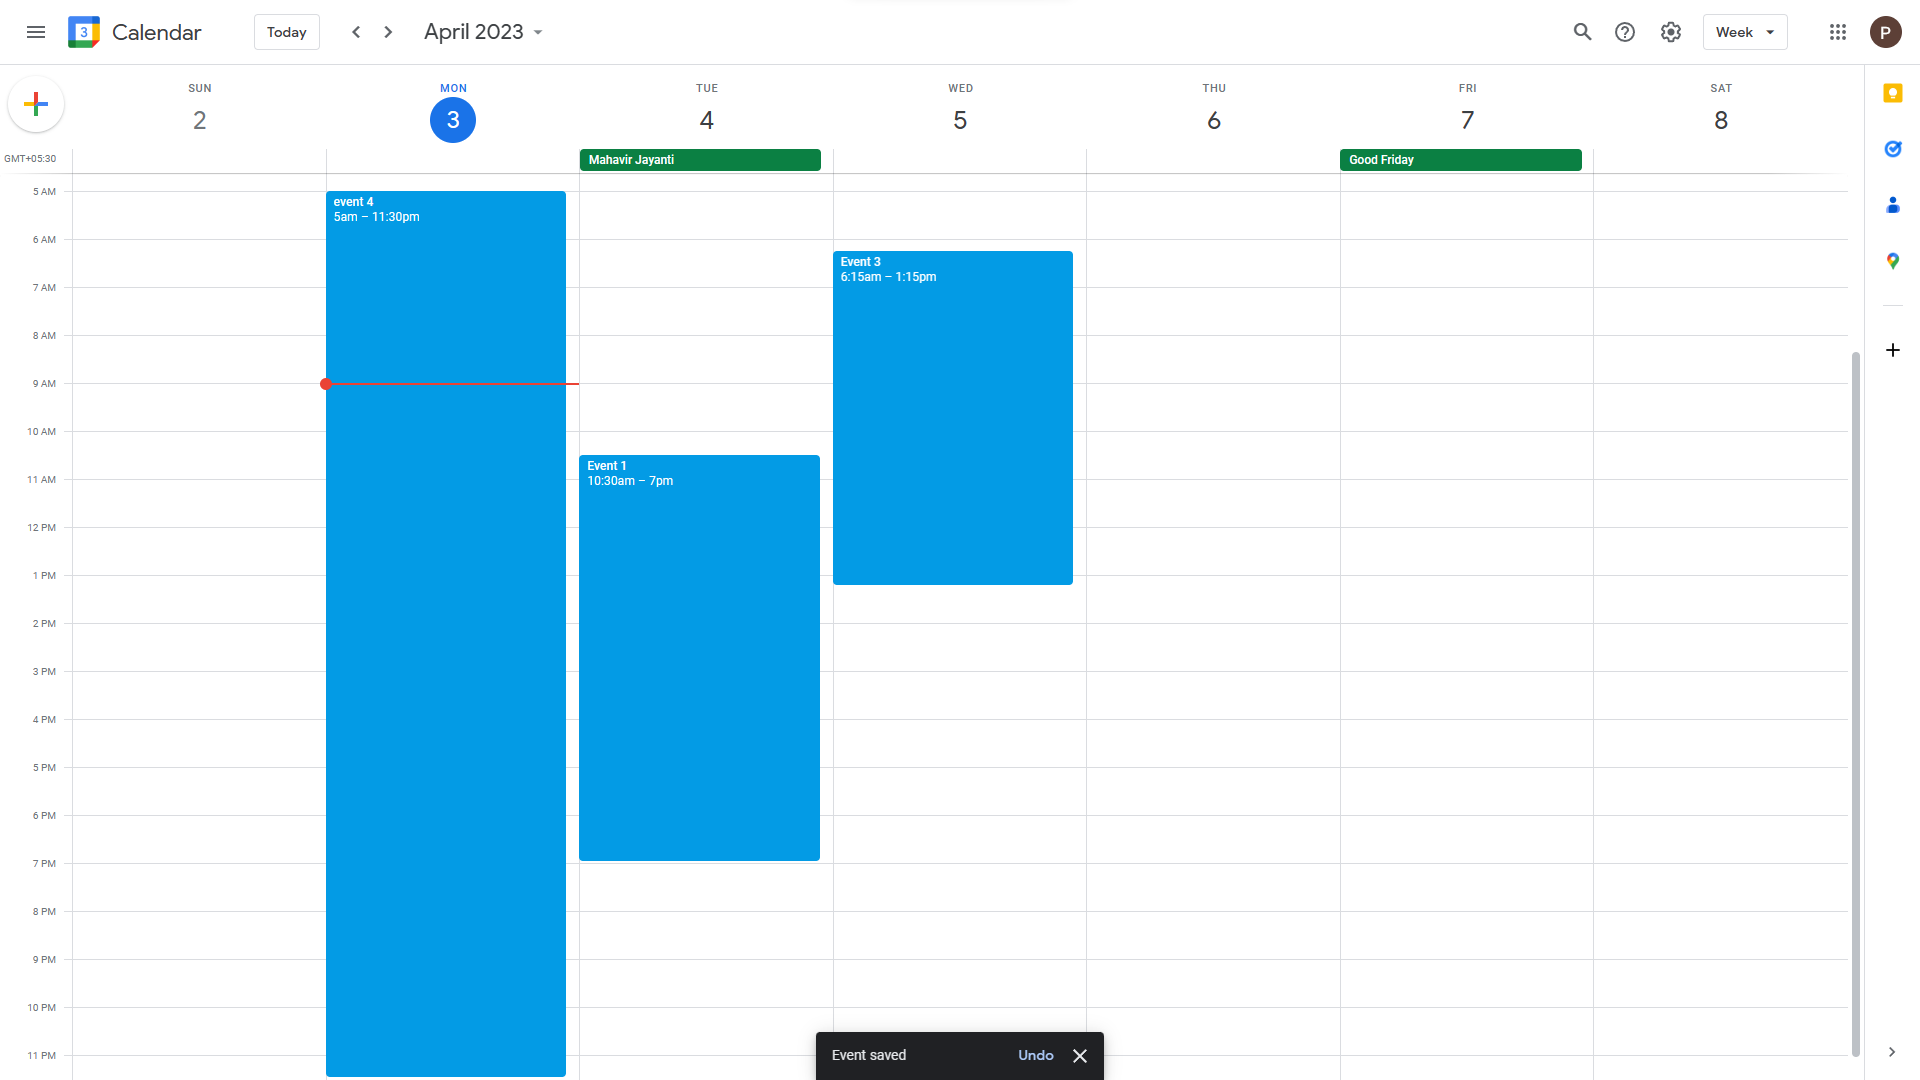 3
Calendar
Today
April 2023
Week
P
SUN
2
MON
3
TUE
4
WED
5
THU
6
FRI
7
SAT
8
GMT+05:30
Mahavir Jayanti
Good Friday
5 AM
event 4
5am – 11:30pm
6 AM
Event 3
6:15am – 1:15pm
7 AM
8 AM
9 AM
10 AM
Event 1
10:30am – 7pm
11 AM
12 PM
1 PM
2 PM
3 PM
4 PM
5 PM
6 PM
7 PM
8 PM
9 PM
10 PM
11 PM
Event saved
Undo